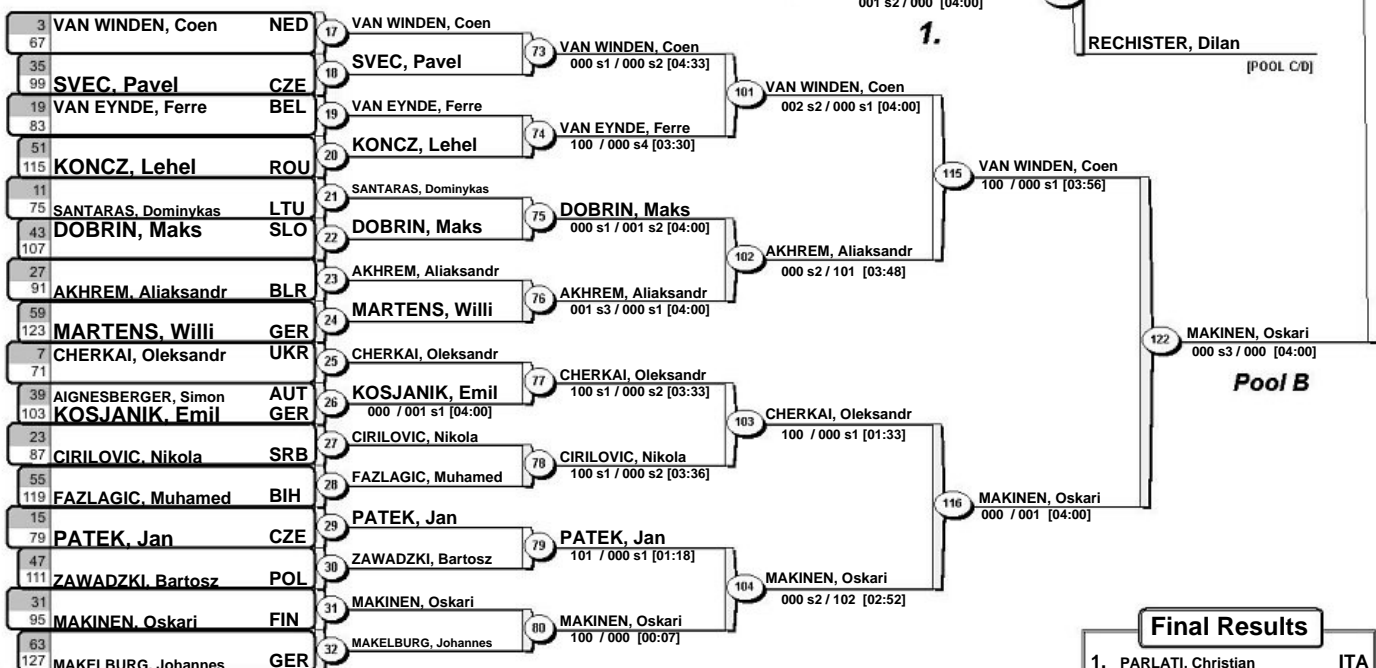 001 s2 / 000 [04:00]
1.
RECHISTER, Dilan
[POOL C/D]
3 VAN WINDEN, Coen NED
67
35
99 SVEC, Pavel CZE
19 VAN EYNDE, Ferre BEL
83
51
115 KONCZ, Lehel ROU
11
75 SANTARAS, Dominykas LTU
43 DOBRIN, Maks SLO
107
27
91 AKHREM, Aliaksandr BLR
59
123 MARTENS, Willi GER
7 CHERKAI, Oleksandr UKR
71
39 AIGNESBERGER, Simon AUT
103 KOSJANIK, Emil GER
23
87 CIRILOVIC, Nikola SRB
55
119 FAZLAGIC, Muhamed BIH
15
79 PATEK, Jan CZE
47
111 ZAWADZKI, Bartosz POL
31
95 MAKINEN, Oskari FIN
63
127 MAKELBURG, Johannes GER
17 VAN WINDEN, Coen
18 SVEC, Pavel
19 VAN EYNDE, Ferre
20 KONCZ, Lehel
21 SANTARAS, Dominykas
22 DOBRIN, Maks
23 AKHREM, Aliaksandr
24 MARTENS, Willi
25 CHERKAI, Oleksandr
26 KOSJANIK, Emil
000 / 001 s1 [04:00]
27 CIRILOVIC, Nikola
28 FAZLAGIC, Muhamed
29 PATEK, Jan
30 ZAWADZKI, Bartosz
31 MAKINEN, Oskari
32 MAKELBURG, Johannes
73 VAN WINDEN, Coen
000 s1 / 000 s2 [04:33]
74 VAN EYNDE, Ferre
100 / 000 s4 [03:30]
75 DOBRIN, Maks
000 s1 / 001 s2 [04:00]
76 AKHREM, Aliaksandr
001 s3 / 000 s1 [04:00]
77 CHERKAI, Oleksandr
100 s1 / 000 s2 [03:33]
78 CIRILOVIC, Nikola
100 s1 / 000 s2 [03:36]
79 PATEK, Jan
101 / 000 s1 [01:18]
80 MAKINEN, Oskari
100 / 000 [00:07]
101 VAN WINDEN, Coen
002 s2 / 000 s1 [04:00]
102 AKHREM, Aliaksandr
000 s2 / 101 [03:48]
103 CHERKAI, Oleksandr
100 / 000 s1 [01:33]
104 MAKINEN, Oskari
000 s2 / 102 [02:52]
115 VAN WINDEN, Coen
100 / 000 s1 [03:56]
116 MAKINEN, Oskari
000 / 001 [04:00]
122 MAKINEN, Oskari
000 s3 / 000 [04:00]
Pool B
Final Results
1. PARLATI, Christian ITA